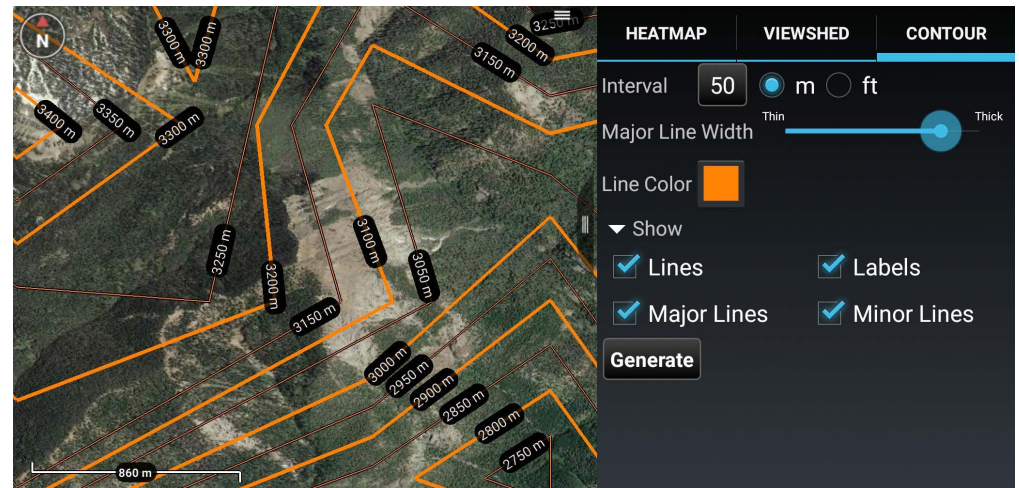 N
3300 m
3300 m
3250 m
3200 m
3150 m
3400 m
3350 m
3300 m
3250 m
3200 m
3100 m
3050 m
3150 m
3000 m
2950 m
2900 m
2850 m
2800 m
2750 m
860 m
HEATMAP VIEWSHED CONTOUR
Interval 50 m ft
Major Line Width Thin Thick
Line Color
Show
Lines Labels
Major Lines Minor Lines
Generate